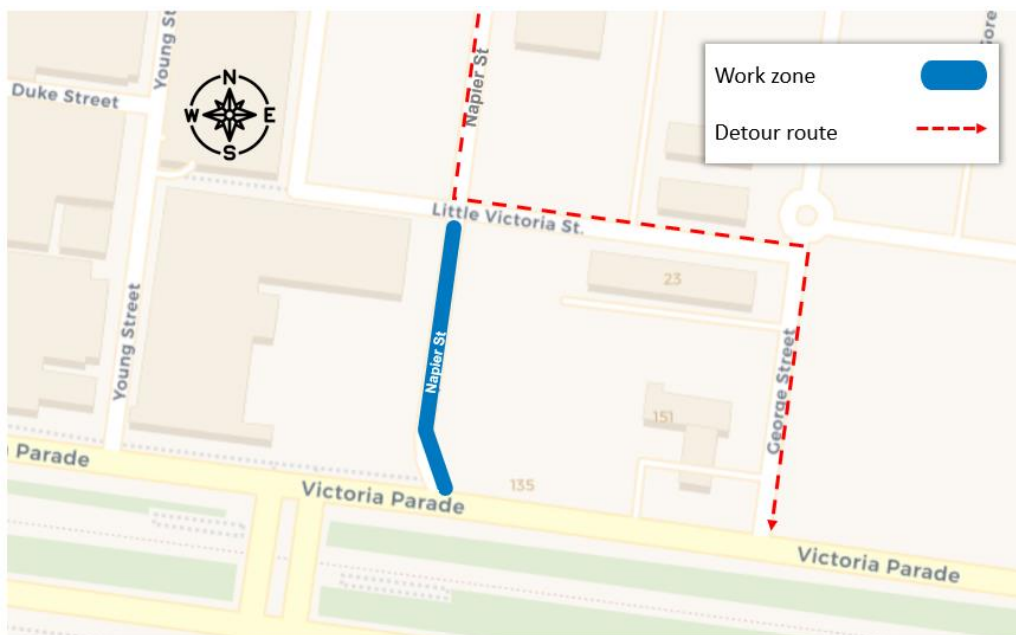 Young St
Napier St
Gore
Work zone
Detour route
Duke Street
N
W
E
S
Little Victoria St.
23
Young Street
Napier St
George Street
151
Parade
135
Victoria Parade
Victoria Parade